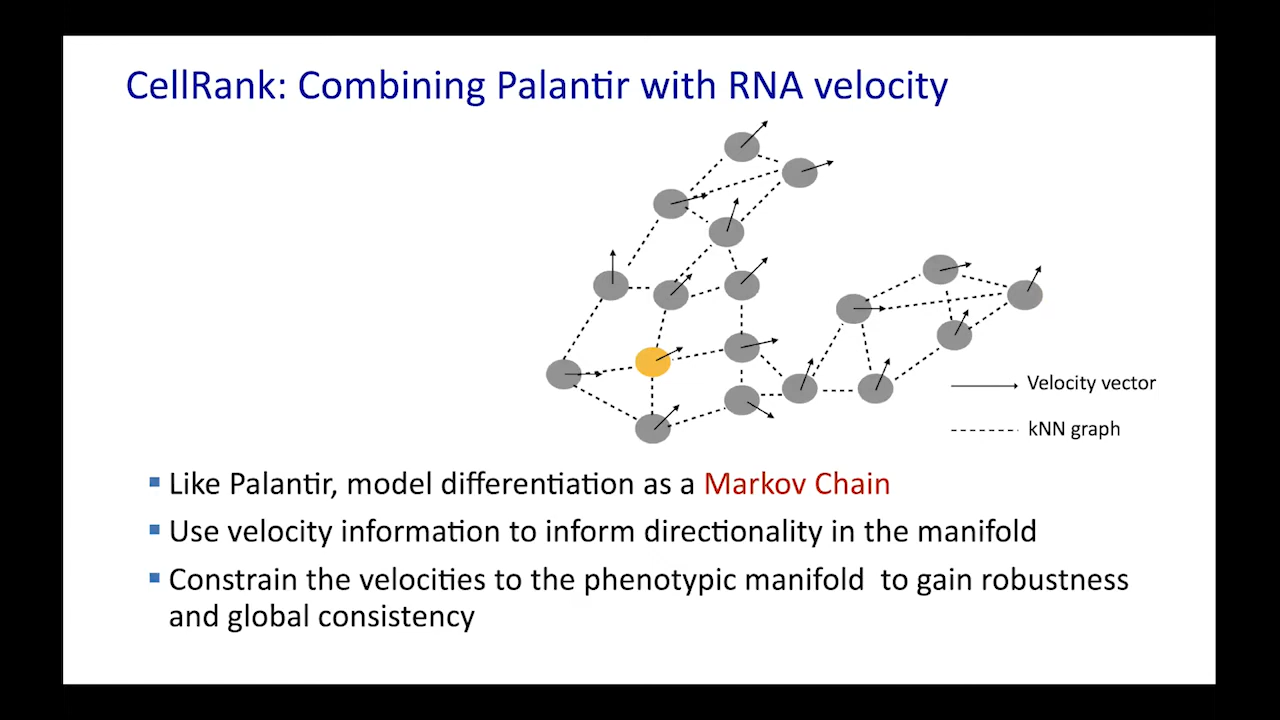 CellRank: Combining Palantir with RNA velocity
Velocity vector
kNN graph
Like Palantir, model differentiation as a Markov Chain
Use velocity information to inform directionality in the manifold
Constrain the velocities to the phenotypic manifold  to gain robustness
and global consistency